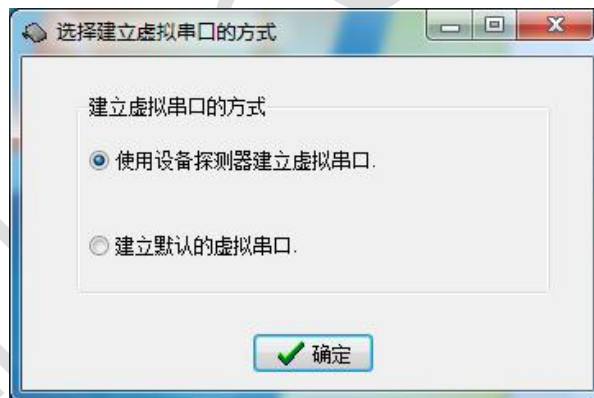 选择建立虚拟串口的方式
建立虚拟串口的方式
使用设备探测器建立虚拟串口.
建立默认的虚拟串口.
确定